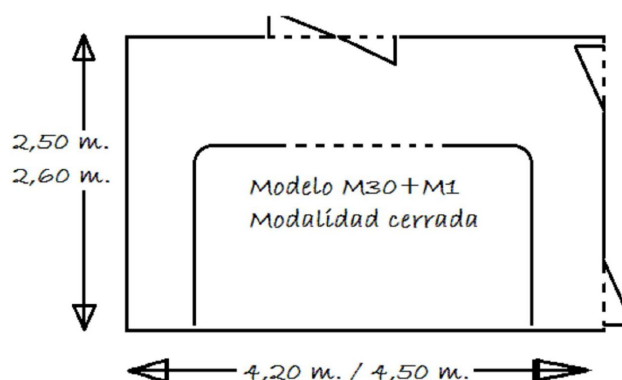 2,50 m.
2,60 m.
Modelo M30+M1
Modalidad cerrada
4,20 m. / 4,50 m.